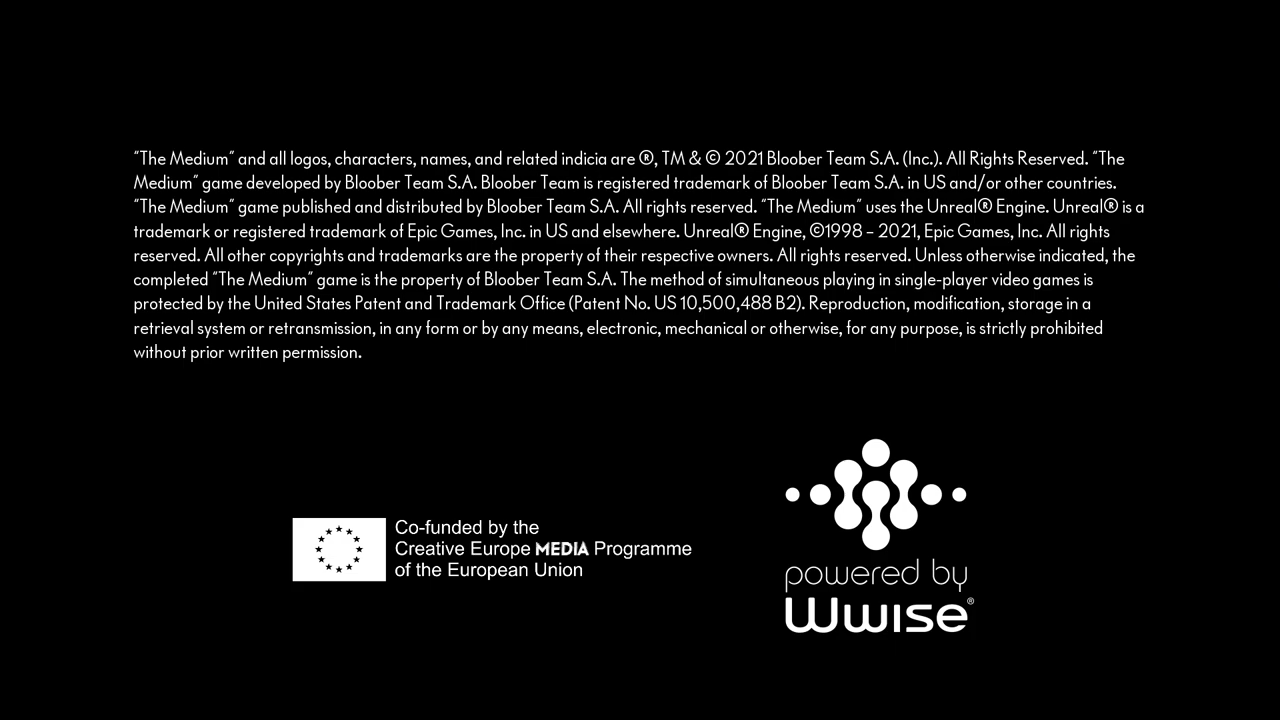 "The Medium" and all logos, characters, names, and related indicia are ®, TM & © 2021 Bloober Team S.A. (Inc.). All Rights Reserved. "The
Medium" game developed by Bloober Team S.A. Bloober Team is registered trademark of Bloober Team S.A. in US and/or other countries.
"The Medium" game published and distributed by Bloober Team S.A. All rights reserved. "The Medium" uses the Unreal® Engine. Unreal® is a
trademark or registered trademark of Epic Games, Inc. in US and elsewhere. Unreal® Engine, ©1998 – 2021, Epic Games, Inc. All rights
reserved. All other copyrights and trademarks are the property of their respective owners. All rights reserved. Unless otherwise indicated, the
completed "The Medium" game is the property of Bloober Team S.A. The method of simultaneous playing in single-player video games is
protected by the United States Patent and Trademark Office (Patent No. US 10,500,488 B2). Reproduction, modification, storage in a
retrieval system or retransmission, in any form or by any means, electronic, mechanical or otherwise, for any purpose, is strictly prohibited
without prior written permission.
Co-funded by the
Creative Europe MEDIA Programme
of the European Union
powered by
Wwise®